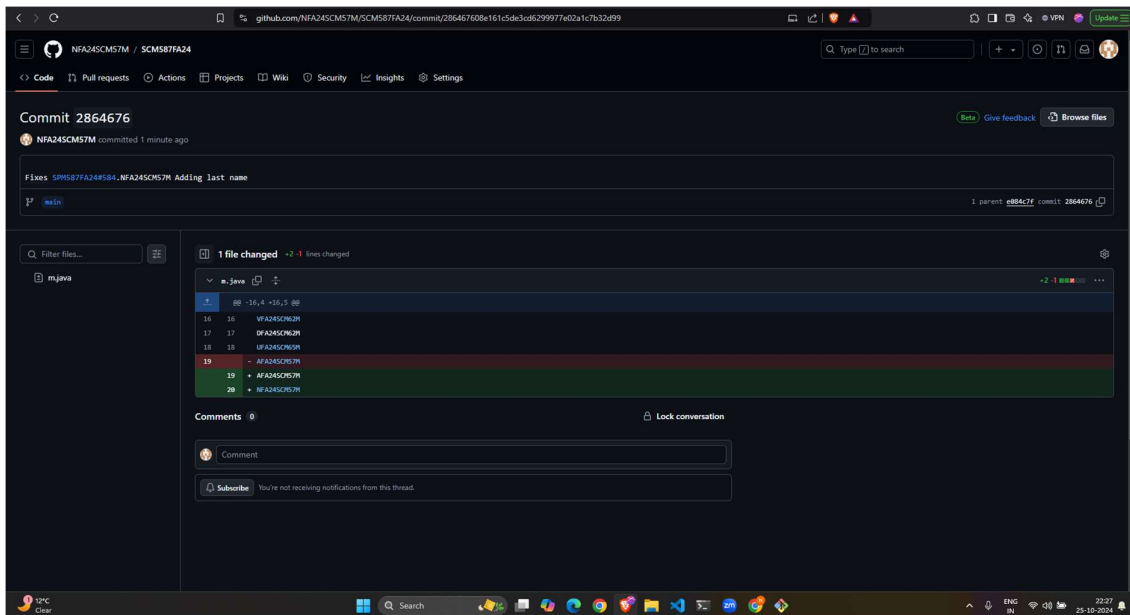 github.com/NFA24SCM57M/SCM587FA24/commit/286467608e161c5de3cd6299977e02a1c7b32d99
VPN
Update
NFA24SCM57M / SCM587FA24
Type / to search
Code Pull requests Actions Projects Wiki Security Insights Settings
Commit 2864676
Beta Give feedback Browse files
NFA24SCM57M committed 1 minute ago
Fixes SPM587FA24#584.NFA24SCM57M Adding last name
main
1 parent e084c7f commit 2864676
Filter files...
1 file changed +2 -1 lines changed
m.java
m.java
+2 -1
@@ -16,4 +16,5 @@
16 16 VFA24SCM62M
17 17 DFA24SCM62M
18 18 UFA24SCM65M
19 - AFA24SCM57M
19 + AFA24SCM57M
20 + NFA24SCM57M
Comments 0
Lock conversation
Comment
Subscribe You're not receiving notifications from this thread.
12°C
Clear
Search
ENG
IN
22:27
25-10-2024